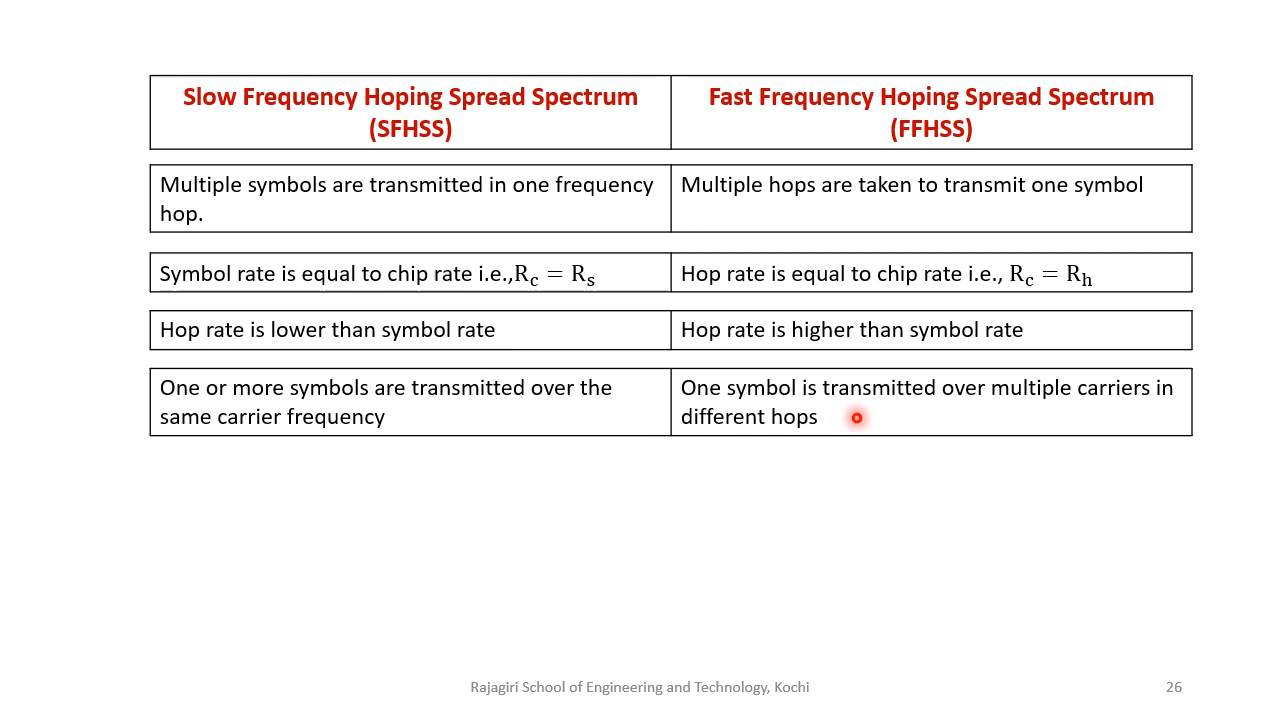 Slow Frequency Hoping Spread Spectrum
(SFHSS)
Fast Frequency Hoping Spread Spectrum
(FFHSS)
Multiple symbols are transmitted in one frequency
hop.
Multiple hops are taken to transmit one symbol
Symbol rate is equal to chip rate i.e.,R_c = R_s
Hop rate is equal to chip rate i.e., R_c = R_h
Hop rate is lower than symbol rate
Hop rate is higher than symbol rate
One or more symbols are transmitted over the
same carrier frequency
One symbol is transmitted over multiple carriers in
different hops
Rajagiri School of Engineering and Technology, Kochi
26